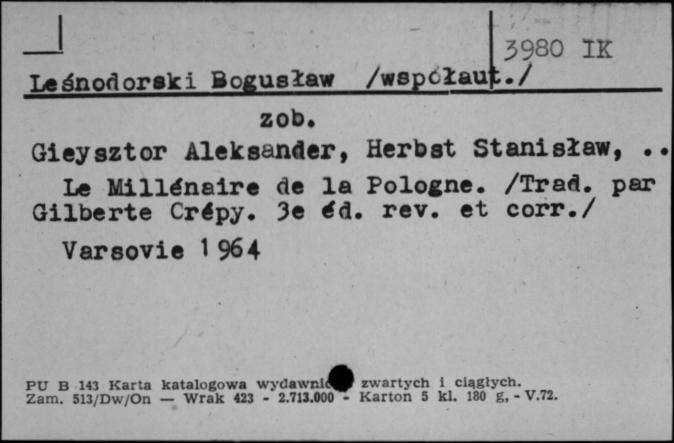 3980 IK
Leśnodorski Bogusław /współaut./
zob.
Gieysztor Aleksander, Herbst Stanisław, ..
Le Millénaire de la Pologne. /Trad. par
Gilberte Crépy. 3e éd. rev. et corr./
Varsovie 1964
PU B 143 Karta katalogowa wydawnic zwartych i ciągłych.
Zam. 513/Dw/On — Wrak 423 - 2.713.000 - Karton 5 kl. 180 g, - V.72.